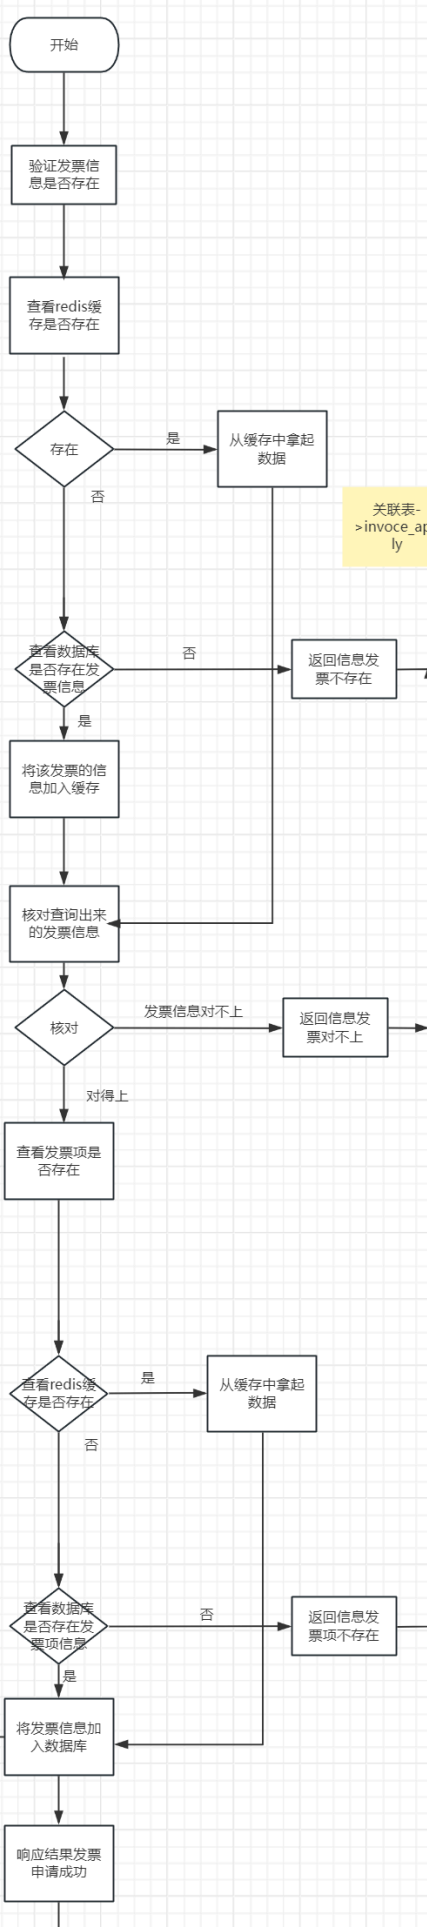 开始
验证发票信
息是否存在
查看redis缓
存是否存在
存在
是
从缓存中拿起
数据
否
关联表-
>invoce_ap
ly
查看数据库
是否存在发
票信息
否
返回信息发
票不存在
是
将该发票的信
息加入缓存
核对查询出来
的发票信息
核对
发票信息对不上
返回信息发
票对不上
对得上
查看发票项是
否存在
查看redis缓
存是否存在
是
从缓存中拿起
数据
否
查看数据库
是否存在发
票项信息
否
返回信息发
票项不存在
是
将发票信息加
入数据库
响应结果发票
申请成功